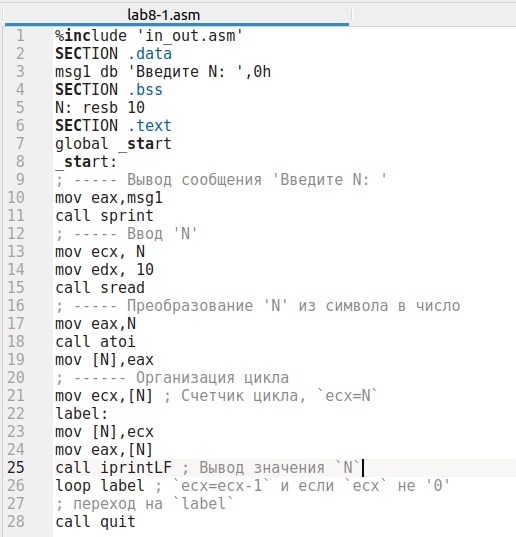 lab8-1.asm
1 %include 'in_out.asm'
2 SECTION .data
3 msg1 db 'Введите N: ',0h
4 SECTION .bss
5 N: resb 10
6 SECTION .text
7 global _start
8 _start:
9 ; ----- Вывод сообщения 'Введите N: '
10 mov eax,msg1
11 call sprint
12 ; ----- Ввод 'N'
13 mov ecx, N
14 mov edx, 10
15 call sread
16 ; ----- Преобразование 'N' из символа в число
17 mov eax,N
18 call atoi
19 mov [N],eax
20 ; ------ Организация цикла
21 mov ecx,[N] ; Счетчик цикла, `ecx=N`
22 label:
23 mov [N],ecx
24 mov eax,[N]
25 call iprintLF ; Вывод значения `N`
26 loop label ; `ecx=ecx-1` и если `ecx` не '0'
27 ; переход на `label`
28 call quit